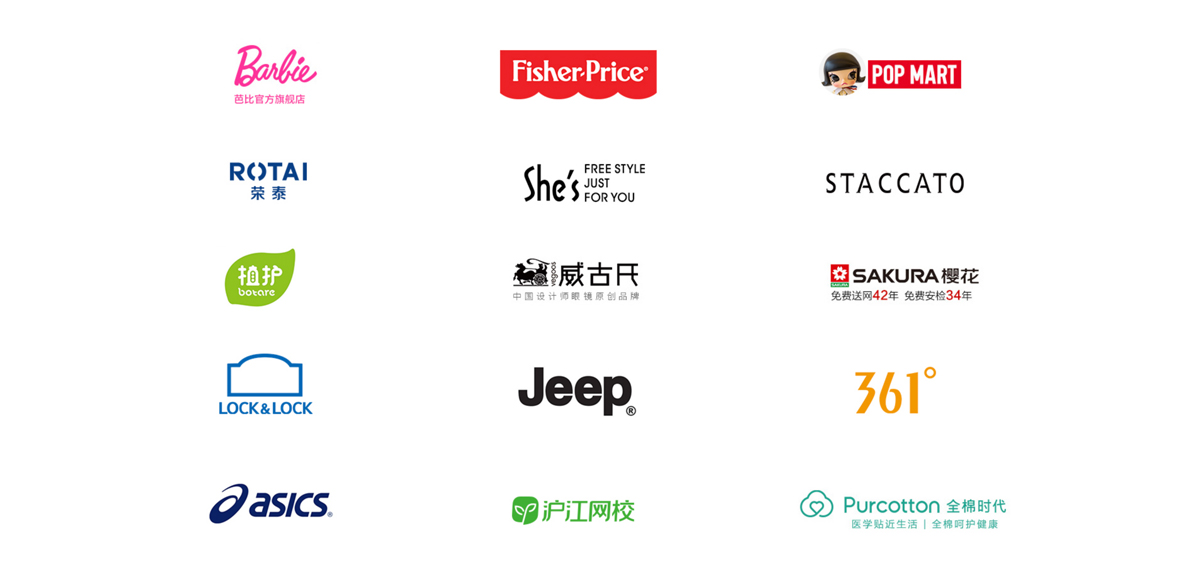 Barbie
芭比官方旗舰店
Fisher-Price®
POP MART
ROTAI
荣泰
She's
FREE STYLE
JUST
FOR YOU
STACCATO
植护
botare
vegoos
威古氏
中国设计师眼镜原创品牌
SAKURA
SAKURA樱花
免费送网42年 免费安检34年
LOCK&LOCK
Jeep®
361°
asics®
沪江网校
Purcotton 全棉时代
医学贴近生活 | 全棉呵护健康